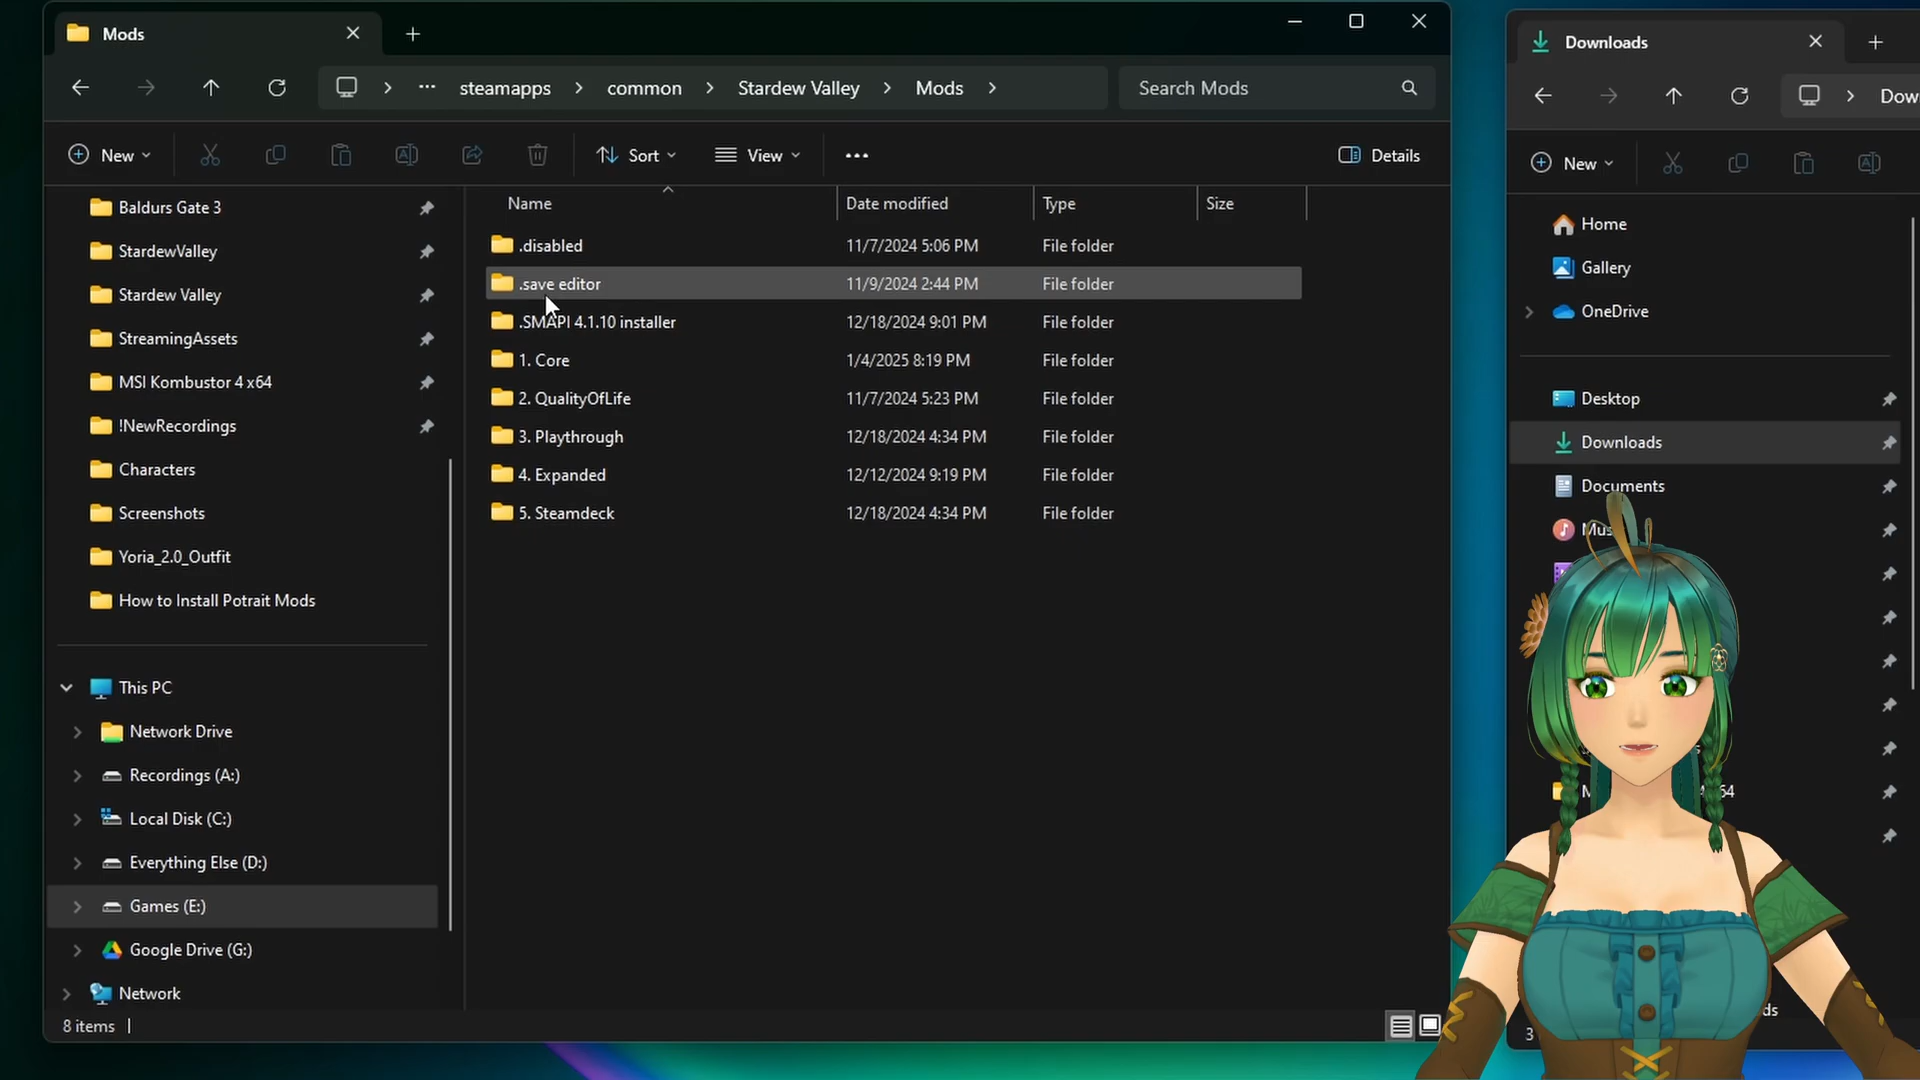 Mods
steamapps
common
Stardew Valley
Mods
Search Mods
New
Sort
View
Details
Name
Date modified
Type
Size
.disabled 11/7/2024 5:06 PM File folder
.save editor 11/9/2024 2:44 PM File folder
.SMAPI 4.1.10 installer 12/18/2024 9:01 PM File folder
1. Core 1/4/2025 8:19 PM File folder
2. QualityOfLife 11/7/2024 5:23 PM File folder
3. Playthrough 12/18/2024 4:34 PM File folder
4. Expanded 12/12/2024 9:19 PM File folder
5. Steamdeck 12/18/2024 4:34 PM File folder
Baldurs Gate 3
StardewValley
Stardew Valley
StreamingAssets
MSI Kombustor 4 x64
!NewRecordings
Characters
Screenshots
Yoria_2.0_Outfit
How to Install Potrait Mods
This PC
Network Drive
Recordings (A:)
Local Disk (C:)
Everything Else (D:)
Games (E:)
Google Drive (G:)
Network
8 items
Downloads
Dow
New
Home
Gallery
OneDrive
Desktop
Downloads
Documents
Mus
64
ds
3